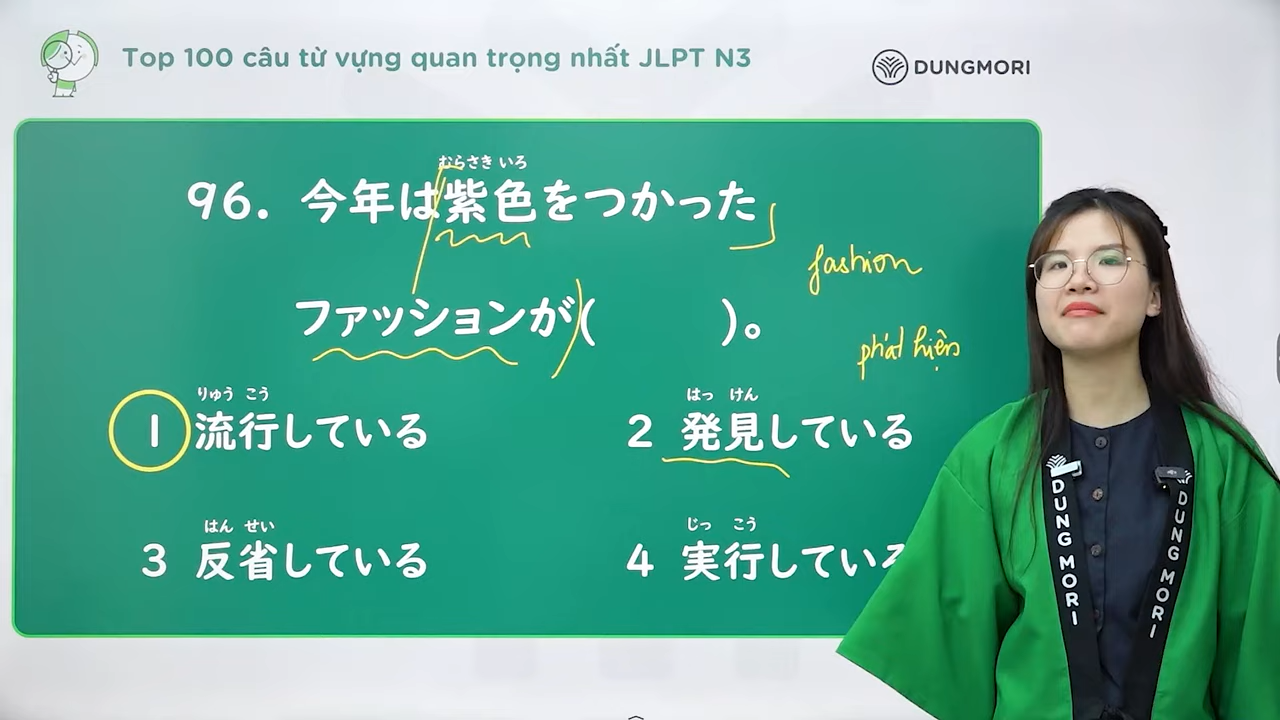 Top 100 câu từ vựng quan trọng nhất JLPT N3
DUNGMORI
むらさき いろ
96. 今年は紫色をつかった
fashion
ファッションが( )。
phát hiện
りゅう こう
1 流行している
はっ けん
2 発見している
はん せい
3 反省している
じっ こう
4 実行している
DUNG MORI
DUNG MORI